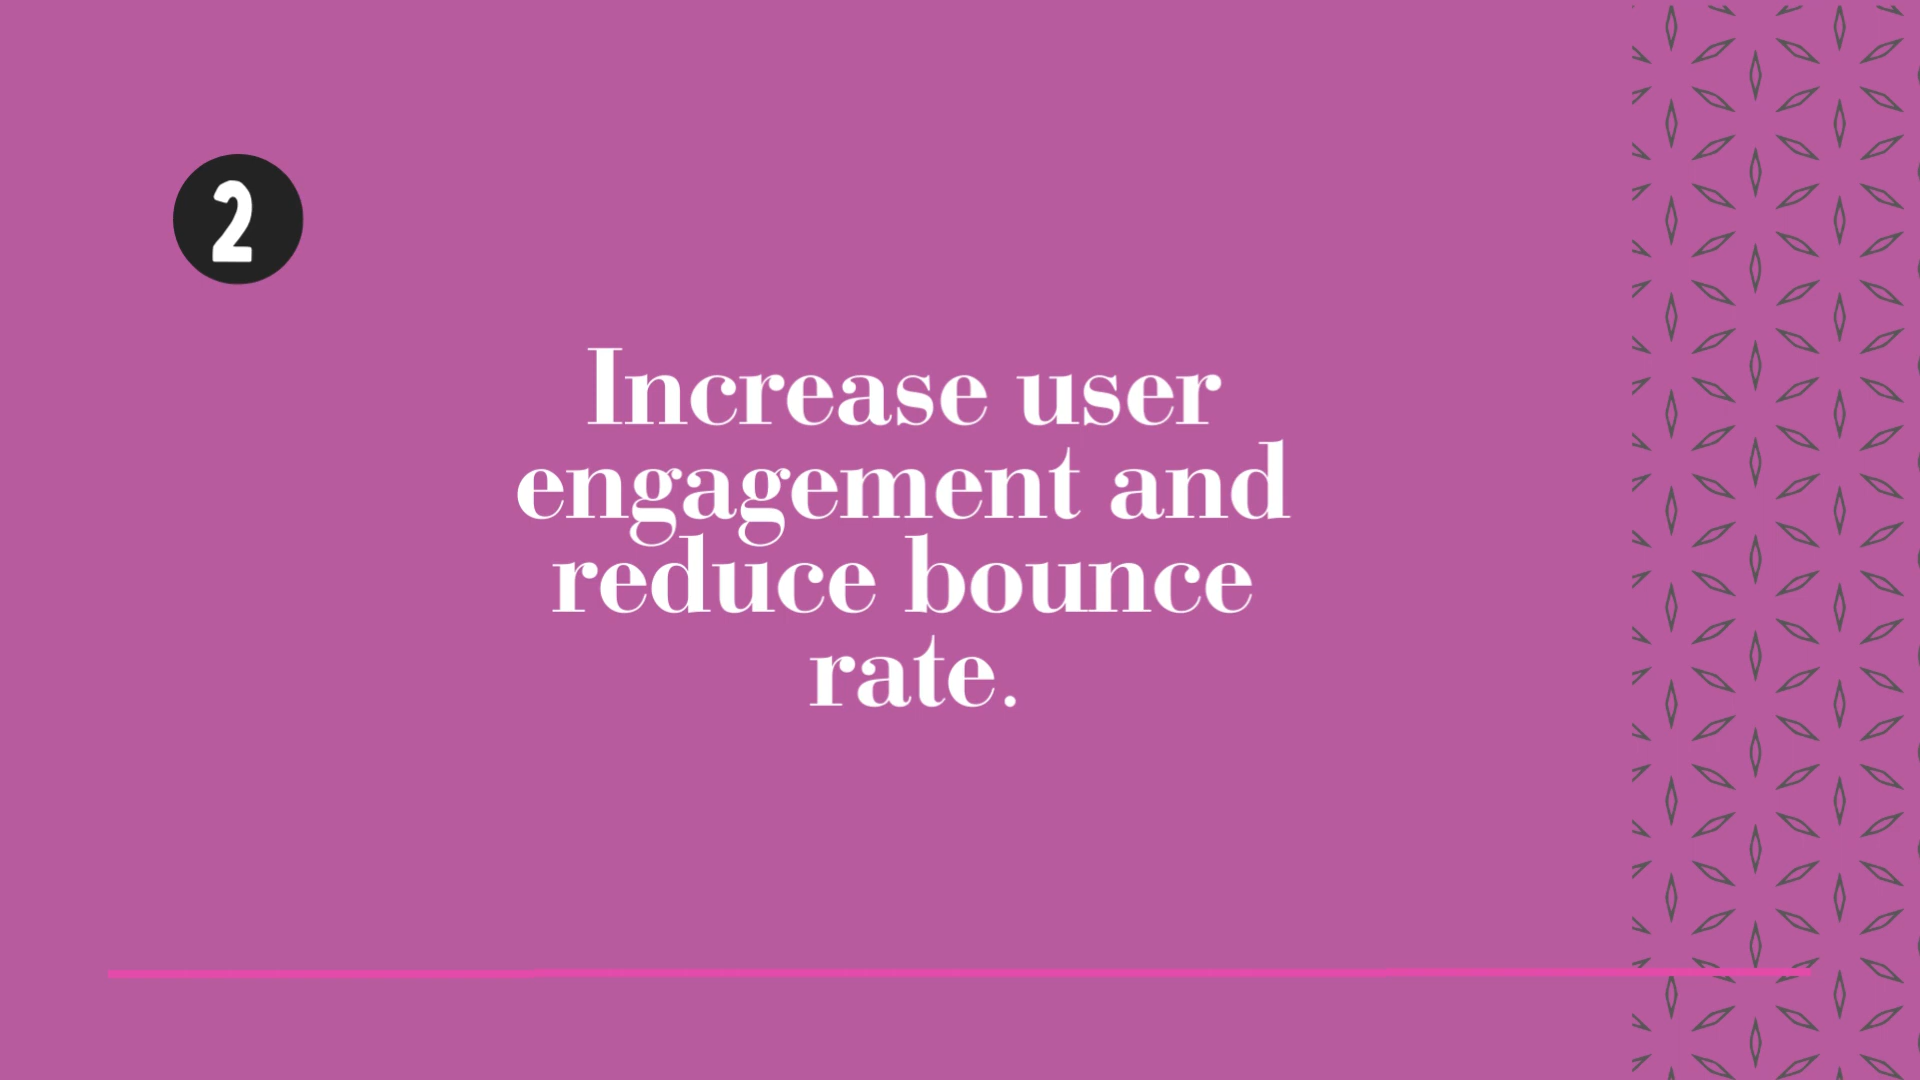 2
Increase user
engagement and
reduce bounce
rate.